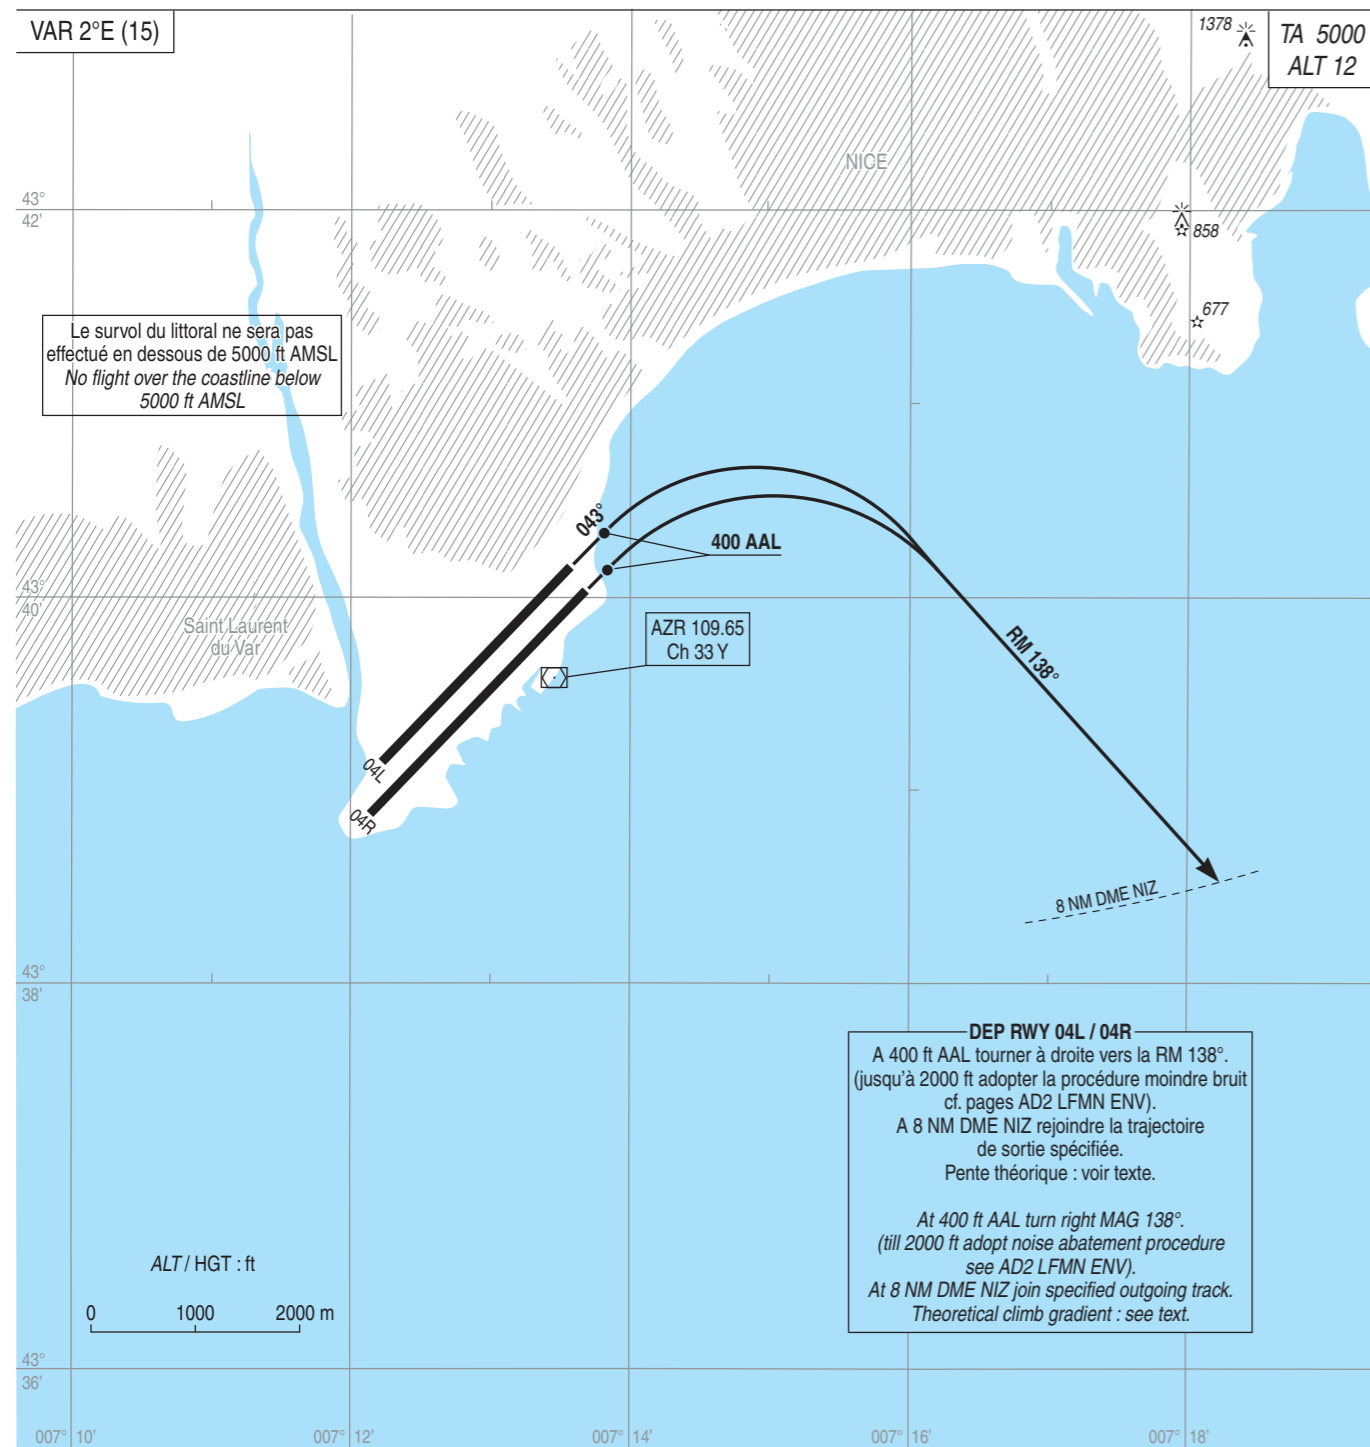 VAR 2°E (15)
1378
TA 5000
ALT 12
NICE
43°
42'
858
677
Le survol du littoral ne sera pas
effectué en dessous de 5000 ft AMSL
No flight over the coastline below
5000 ft AMSL
043°
400 AAL
43°
40'
Saint Laurent
du Var
AZR 109.65
Ch 33 Y
RM 138°
04L
04R
8 NM DME NIZ
43°
38'
DEP RWY 04L / 04R
A 400 ft AAL tourner à droite vers la RM 138°.
(jusqu'à 2000 ft adopter la procédure moindre bruit
cf. pages AD2 LFMN ENV).
A 8 NM DME NIZ rejoindre la trajectoire
de sortie spécifiée.
Pente théorique : voir texte.
At 400 ft AAL turn right MAG 138°.
(till 2000 ft adopt noise abatement procedure
see AD2 LFMN ENV).
At 8 NM DME NIZ join specified outgoing track.
Theoretical climb gradient : see text.
ALT / HGT : ft
0 1000 2000 m
43°
36'
007° 10' 007° 12' 007° 14' 007° 16' 007° 18'